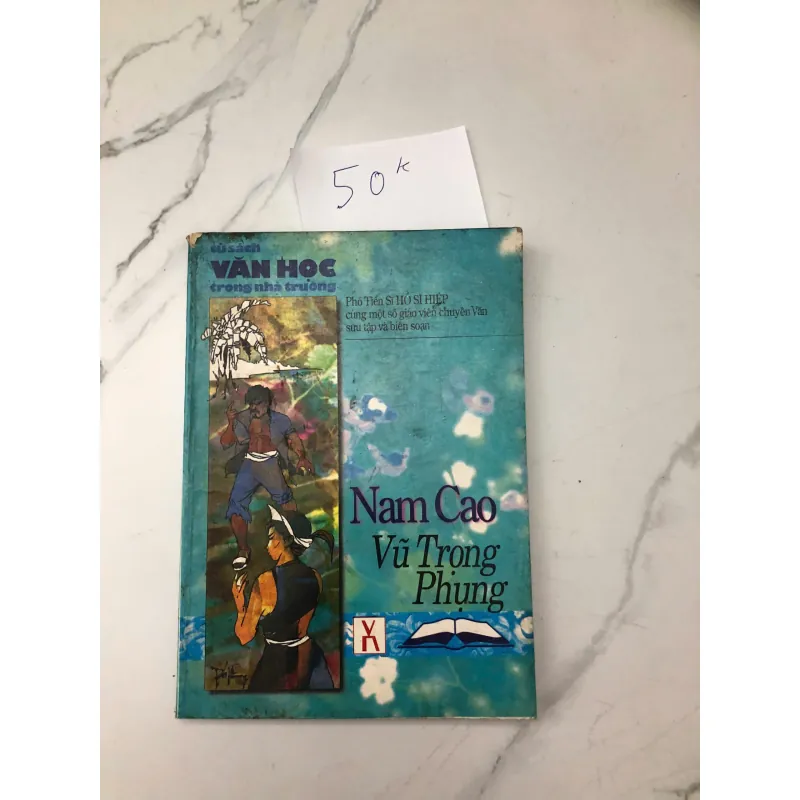 50k
tủ sách
VĂN HỌC
trong nhà trường
Phó Tiến Sĩ HỒ SĨ HIỆP
cùng một số giáo viên chuyên Văn
sưu tập và biên soạn
Nam Cao
Vũ Trọng
Phụng